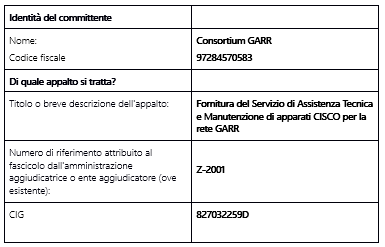 Identità del committente
Nome: Consortium GARR
Codice fiscale 97284570583
Di quale appalto si tratta?
Titolo o breve descrizione dell'appalto: Fornitura del Servizio di Assistenza Tecnica
e Manutenzione di apparati CISCO per la
rete GARR
Numero di riferimento attribuito al
fascicolo dall'amministrazione
aggiudicatrice o ente aggiudicatore (ove
esistente):
Z-2001
CIG 827032259D